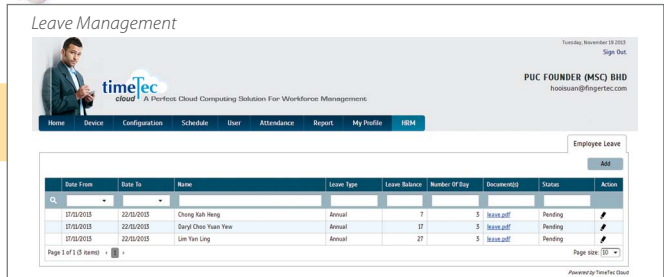 Leave Management
Tuesday, November 19 2013
Sign Out
timeTec
cloud A Perfect Cloud Computing Solution For Workforce Management
PUC FOUNDER (MSC) BHD
hooisuan@fingertec.com
Home Device Configuration Schedule User Attendance Report My Profile HRM
Employee Leave
Add
Date From Date To Name Leave Type Leave Balance Number Of Day Document(s) Status Action
17/11/2013 22/11/2013 Chong Kah Heng Annual 7 3 leave.pdf Pending
17/11/2013 22/11/2013 Daryl Choo Yuan Yew Annual 17 3 leave.pdf Pending
17/11/2013 22/11/2013 Lim Yan Ling Annual 27 3 leave.pdf Pending
Page 1 of 1 (3 items) 1 Page size: 10
Powered by TimeTec Cloud